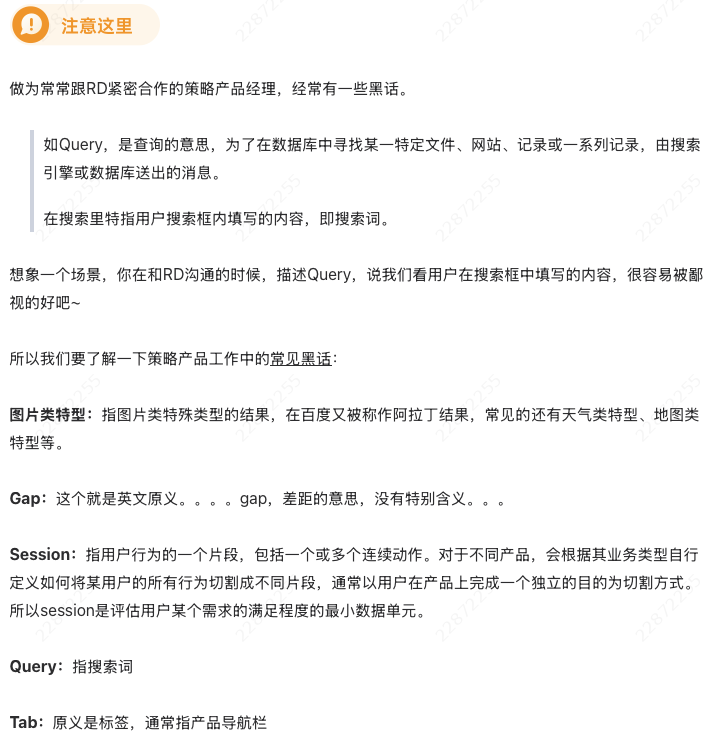 注意这里
做为常常跟RD紧密合作的策略产品经理，经常有一些黑话。
如Query，是查询的意思，为了在数据库中寻找某一特定文件、网站、记录或一系列记录，由搜索
引擎或数据库送出的消息。
在搜索里特指用户搜索框内填写的内容，即搜索词。
想象一个场景，你在和RD沟通的时候，描述Query，说我们看用户在搜索框中填写的内容，很容易被鄙
视的好吧~
所以我们要了解一下策略产品工作中的常见黑话：
图片类特型：指图片类特殊类型的结果，在百度又被称作阿拉丁结果，常见的还有天气类特型、地图类
特型等。
Gap：这个就是英文原义。。。。gap，差距的意思，没有特别含义。。。
Session：指用户行为的一个片段，包括一个或多个连续动作。对于不同产品，会根据其业务类型自行
定义如何将某用户的所有行为切割成不同片段，通常以用户在产品上完成一个独立的目的为切割方式。
所以session是评估用户某个需求的满足程度的最小数据单元。
Query：指搜索词
Tab：原义是标签，通常指产品导航栏
22872255